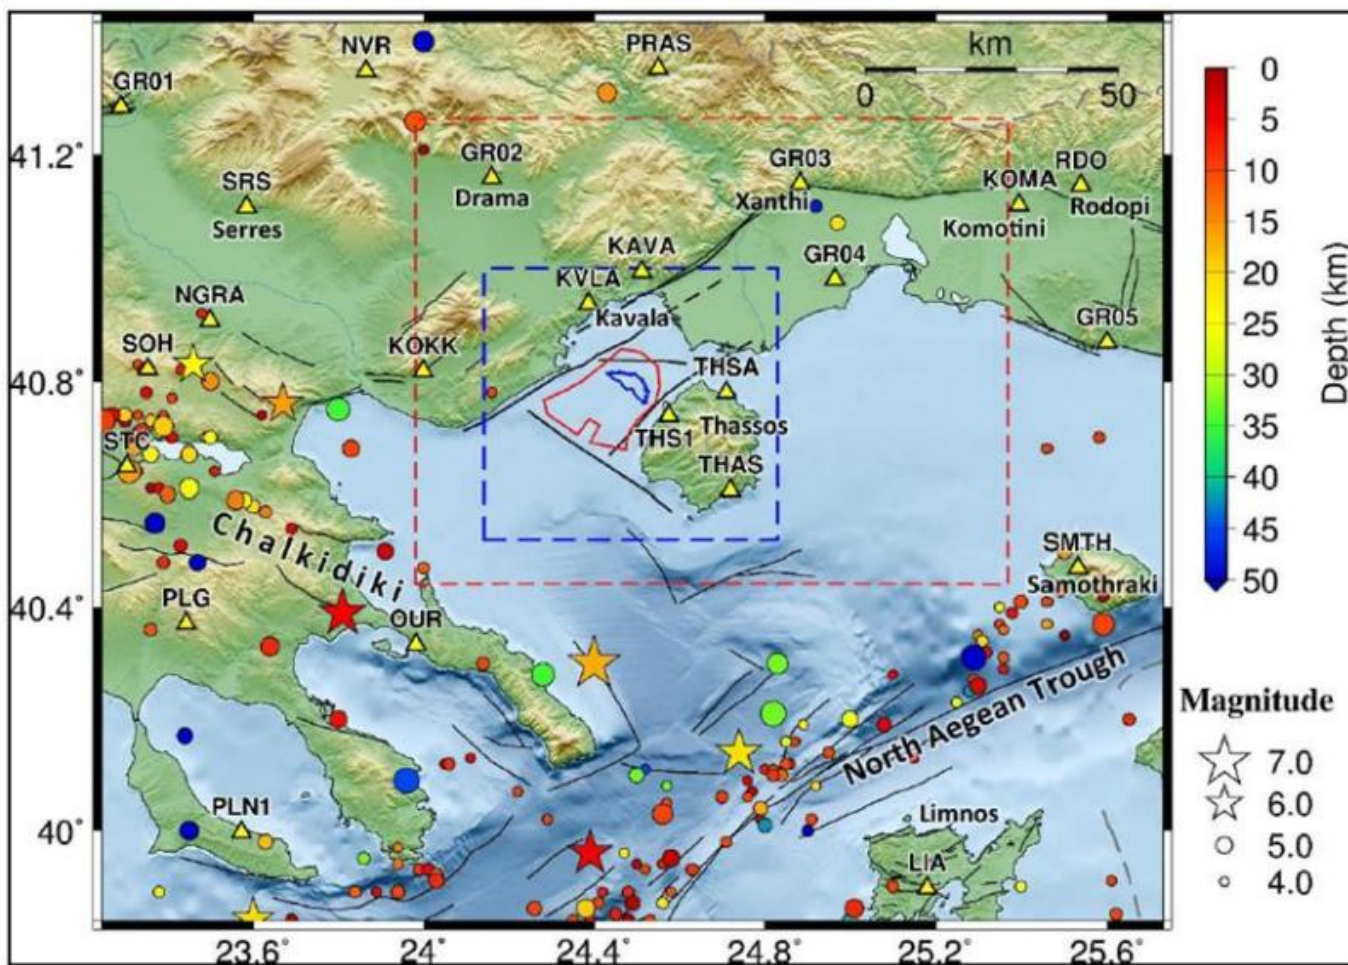 NVR
PRAS
km
0
50
GR01
41.2°
GR02
Drama
GR03
Xanthi
KOMA
RDO
Komotini
Rodopi
SRS
Serres
KAVA
GR04
NGRA
KVLA
Kavala
GR05
SOH
KOKK
40.8°
THSA
STC
THS1
Thassos
THAS
Chalkidiki
SMTH
Samothraki
PLG
OUR
40.4°
North Aegean Trough
PLN1
Limnos
40°
LIA
23.6°
24°
24.4°
24.8°
25.2°
25.6°
0
5
10
15
20
25
30
35
40
45
50
Depth (km)
Magnitude
7.0
6.0
5.0
4.0